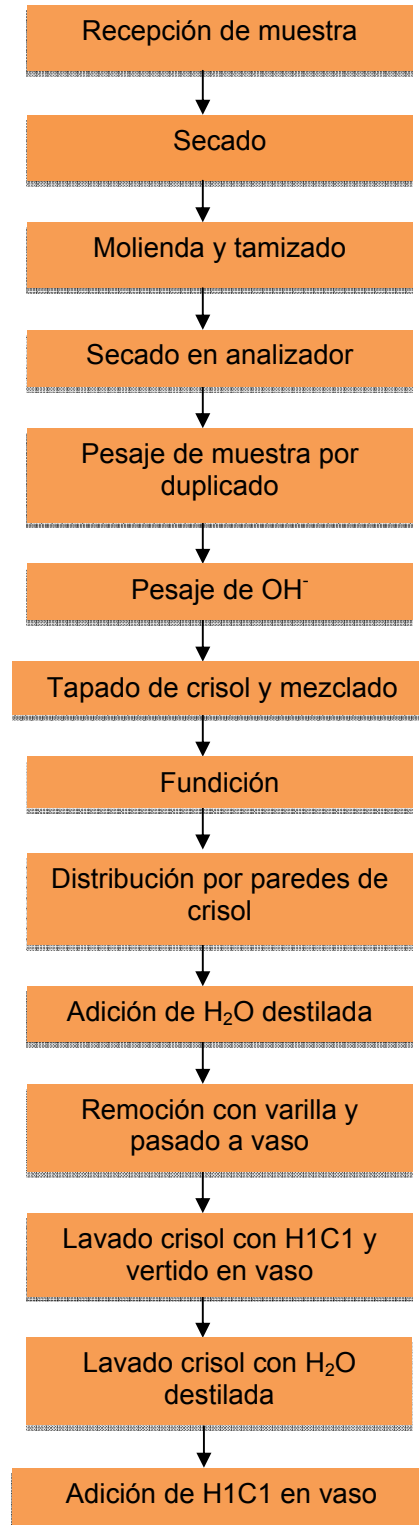 Recepción de muestra
Secado
Molienda y tamizado
Secado en analizador
Pesaje de muestra por
duplicado
Pesaje de OH⁻
Tapado de crisol y mezclado
Fundición
Distribución por paredes de
crisol
Adición de H₂O destilada
Remoción con varilla y
pasado a vaso
Lavado crisol con H1C1 y
vertido en vaso
Lavado crisol con H₂O
destilada
Adición de H1C1 en vaso